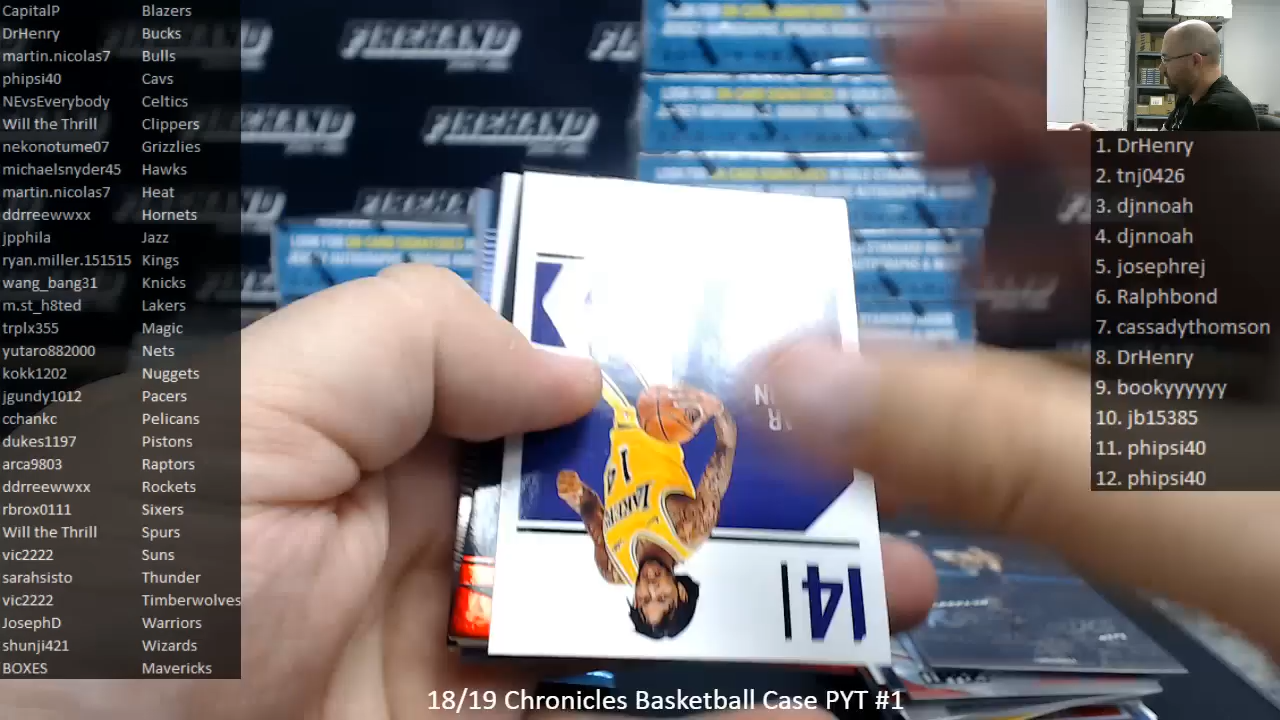 CapitalP Blazers
DrHenry Bucks
martin.nicolas7 Bulls
phipsi40 Cavs
NEvsEverybody Celtics
Will the Thrill Clippers
nekonotume07 Grizzlies
michaelsnyder45 Hawks
martin.nicolas7 Heat
ddrreewwxx Hornets
jpphila Jazz
ryan.miller.151515 Kings
wang_bang31 Knicks
m.st_h8ted Lakers
trplx355 Magic
yutaro882000 Nets
kokk1202 Nuggets
jgundy1012 Pacers
cchankc Pelicans
dukes1197 Pistons
arca9803 Raptors
ddrreewwxx Rockets
rbrox0111 Sixers
Will the Thrill Spurs
vic2222 Suns
sarahsisto Thunder
vic2222 Timberwolves
JosephD Warriors
shunji421 Wizards
BOXES Mavericks
FIREHAND
FIREHAND
FIREHAND
14
LAKERS
14
1. DrHenry
2. tnj0426
3. djnnoah
4. djnnoah
5. josephrej
6. Ralphbond
7. cassadythomson
8. DrHenry
9. bookyyyyyy
10. jb15385
11. phipsi40
12. phipsi40
18/19 Chronicles Basketball Case PYT #1